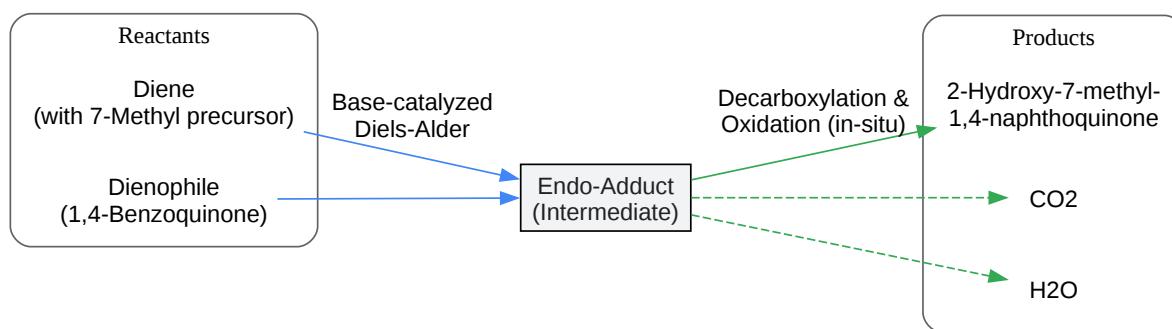 Reactants
Diene
(with 7-Methyl precursor)
Dienophile
(1,4-Benzoquinone)
Base-catalyzed
Diels-Alder
Endo-Adduct
(Intermediate)
Decarboxylation &
Oxidation (in-situ)
Products
2-Hydroxy-7-methyl-
1,4-naphthoquinone
CO2
H2O